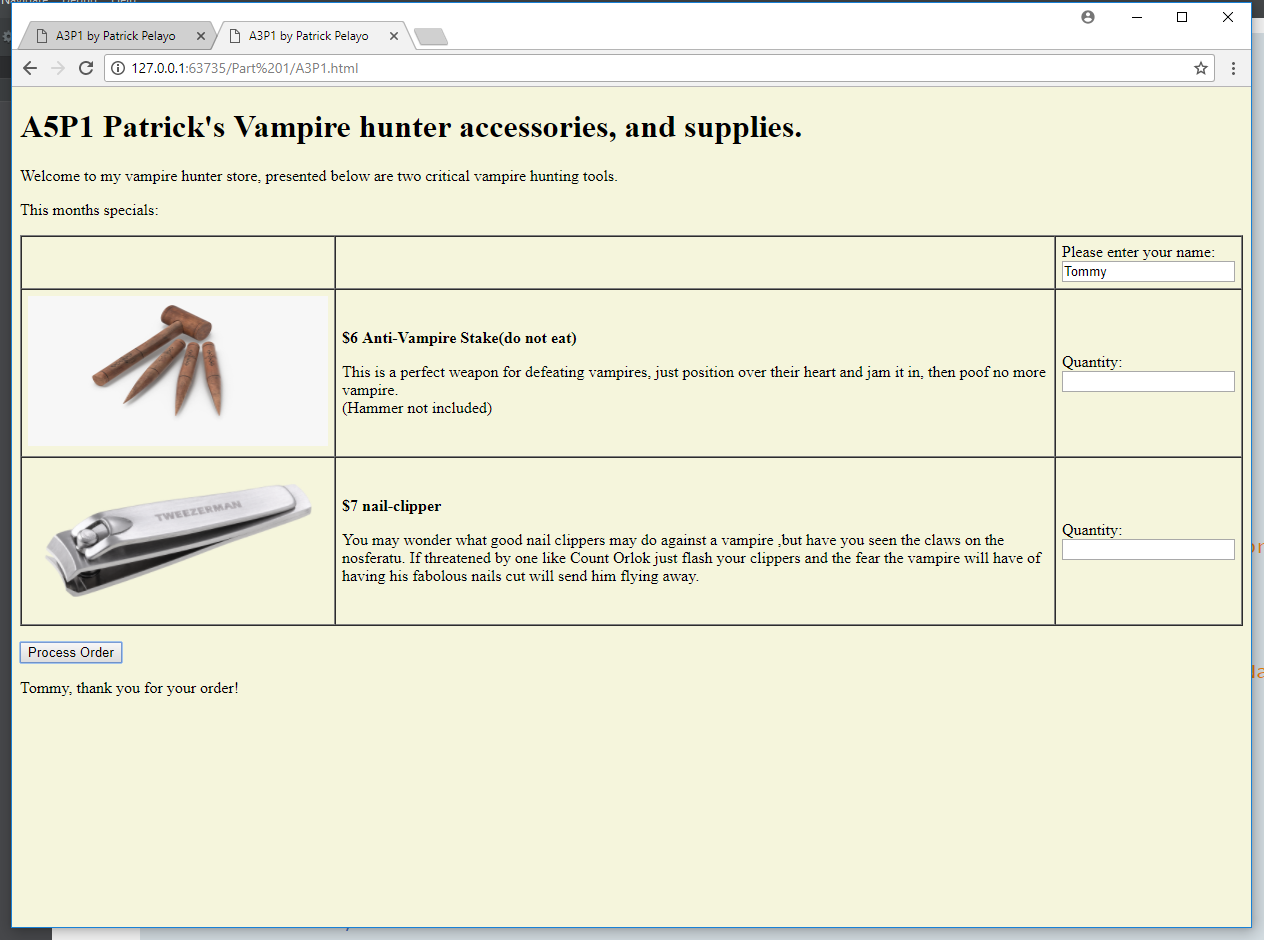 Navigate Debug Help
A3P1 by Patrick Pelayo
A3P1 by Patrick Pelayo
127.0.0.1:63735/Part%201/A3P1.html
A5P1 Patrick's Vampire hunter accessories, and supplies.
Welcome to my vampire hunter store, presented below are two critical vampire hunting tools.
This months specials:
Please enter your name:
Tommy
$6 Anti-Vampire Stake(do not eat)
This is a perfect weapon for defeating vampires, just position over their heart and jam it in, then poof no more
vampire.
(Hammer not included)
Quantity:
TWEEZERMAN
$7 nail-clipper
You may wonder what good nail clippers may do against a vampire ,but have you seen the claws on the
nosferatu. If threatened by one like Count Orlok just flash your clippers and the fear the vampire will have of
having his fabolous nails cut will send him flying away.
Quantity:
Process Order
Tommy, thank you for your order!